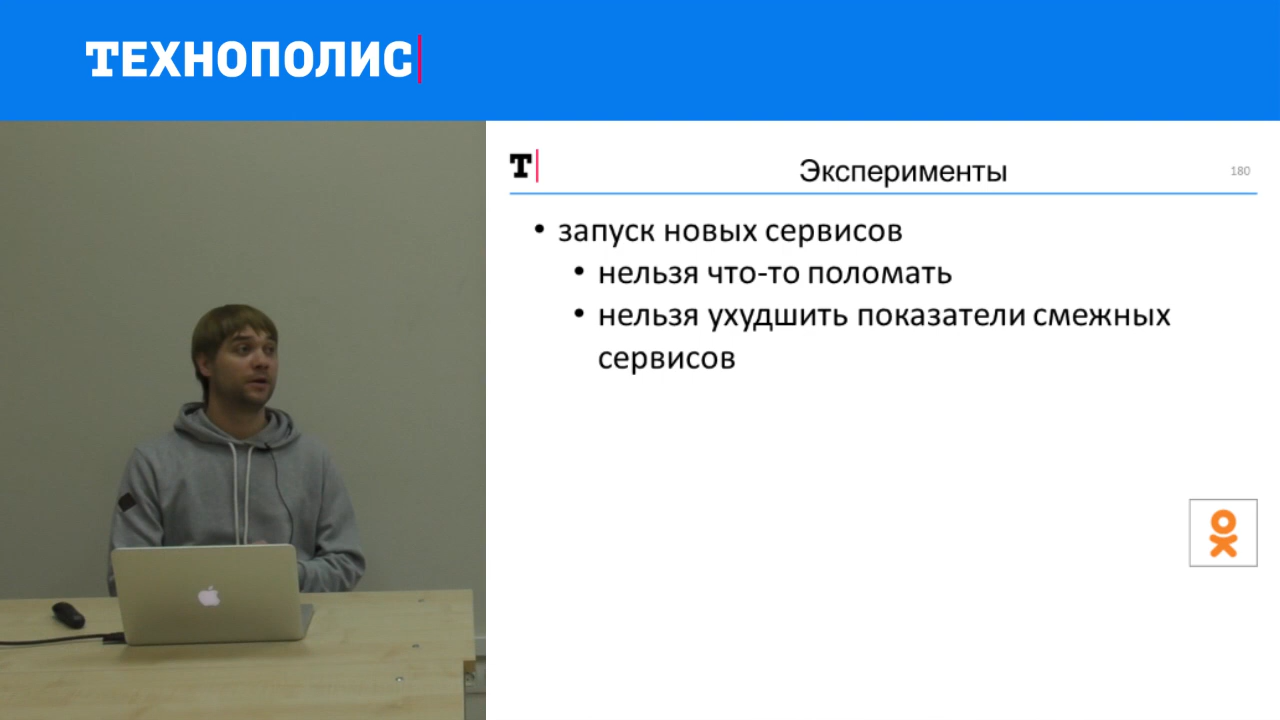 ТЕХНОПОЛИС
Т
Эксперименты
180
• запуск новых сервисов
• нельзя что-то поломать
• нельзя ухудшить показатели смежных
сервисов